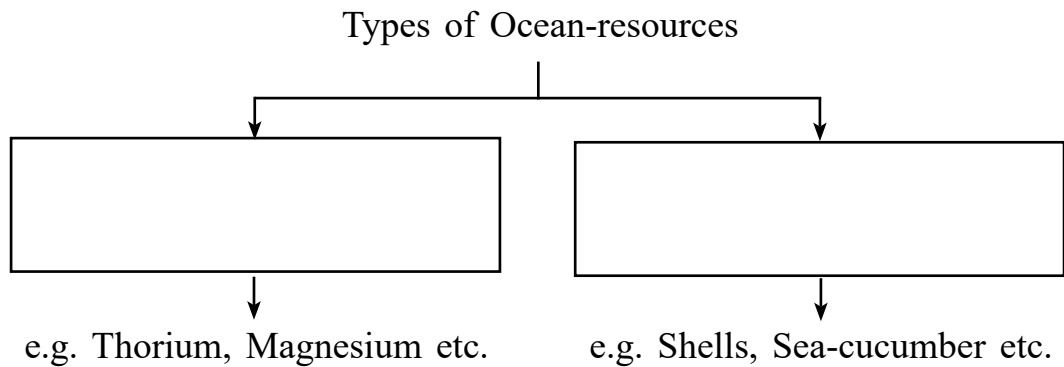 Types of Ocean-resources
e.g. Thorium, Magnesium etc.
e.g. Shells, Sea-cucumber etc.